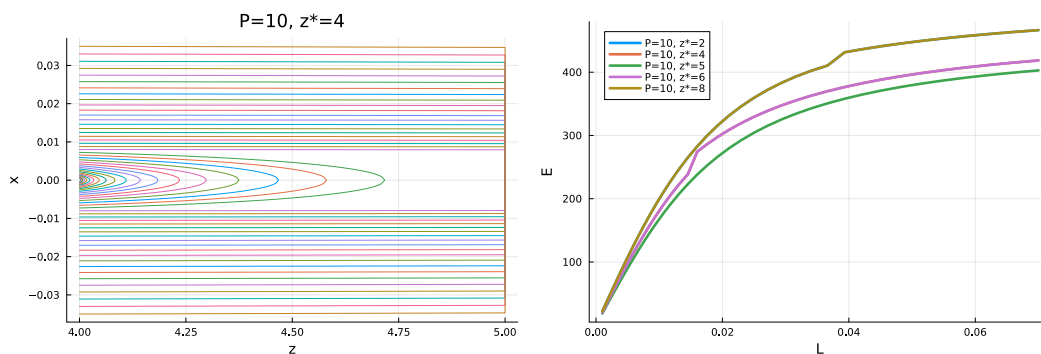 P=10, z*=4
x
0.03
0.02
0.01
0.00
−0.01
−0.02
−0.03
4.00
4.25
4.50
4.75
5.00
z
E
400
300
200
100
P=10, z*=2
P=10, z*=4
P=10, z*=5
P=10, z*=6
P=10, z*=8
0.00
0.02
0.04
0.06
L